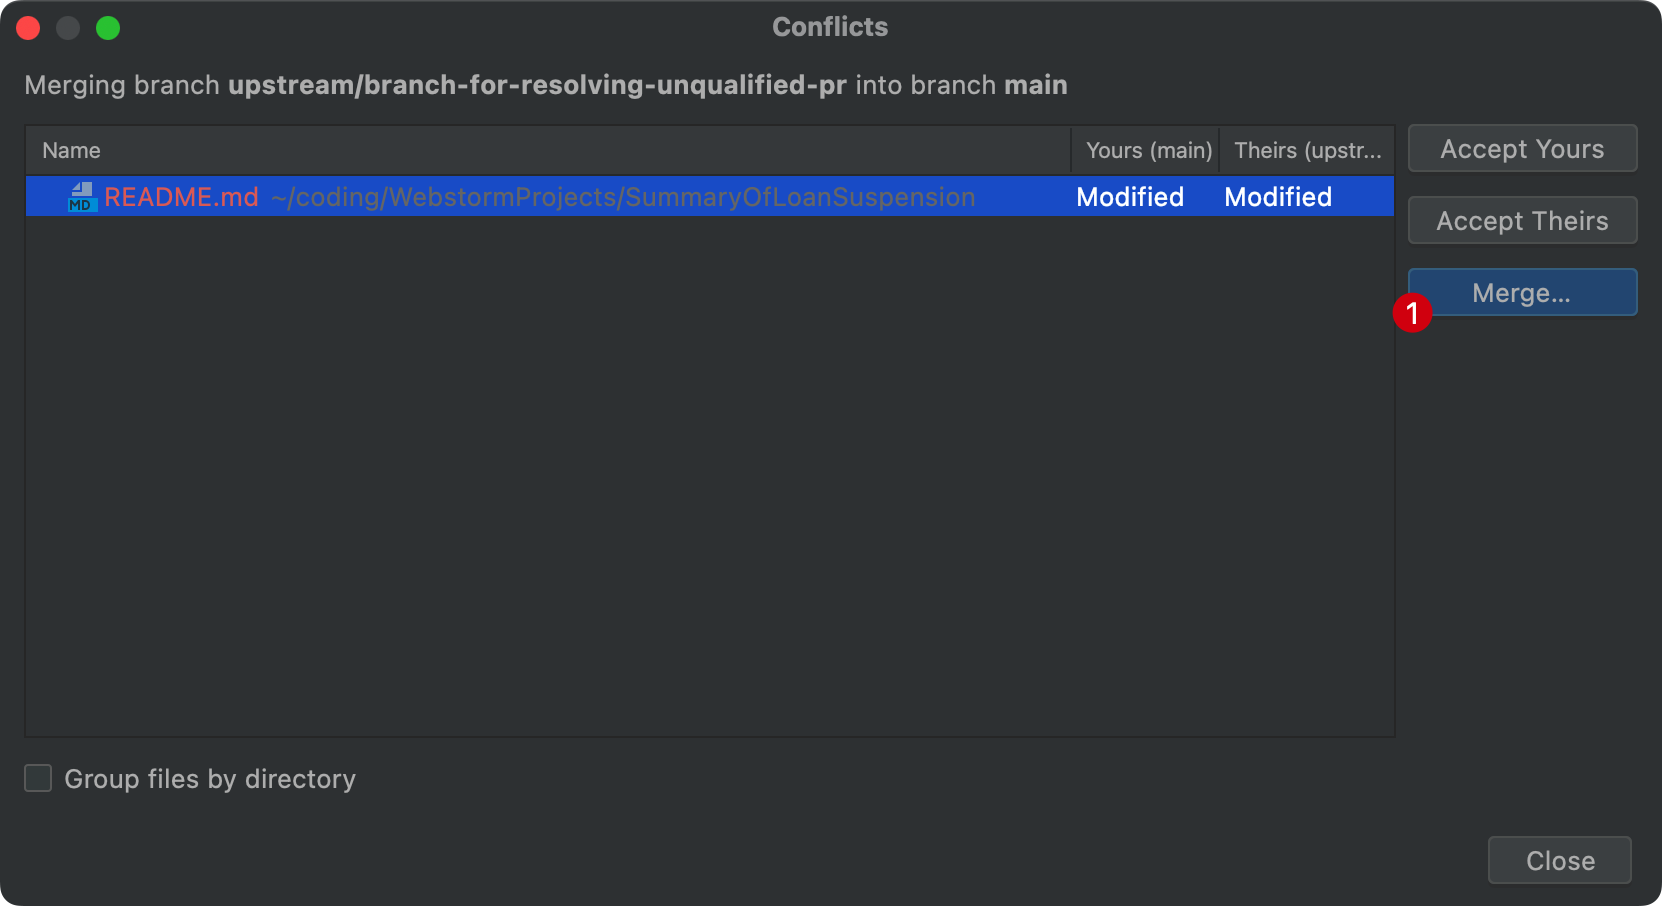 Conflicts
Merging branch upstream/branch-for-resolving-unqualified-pr into branch main
Name Yours (main) Theirs (upstr...
MD README.md ~/coding/WebstormProjects/SummaryOfLoanSuspension Modified Modified
Accept Yours
Accept Theirs
Merge...
1
Group files by directory
Close